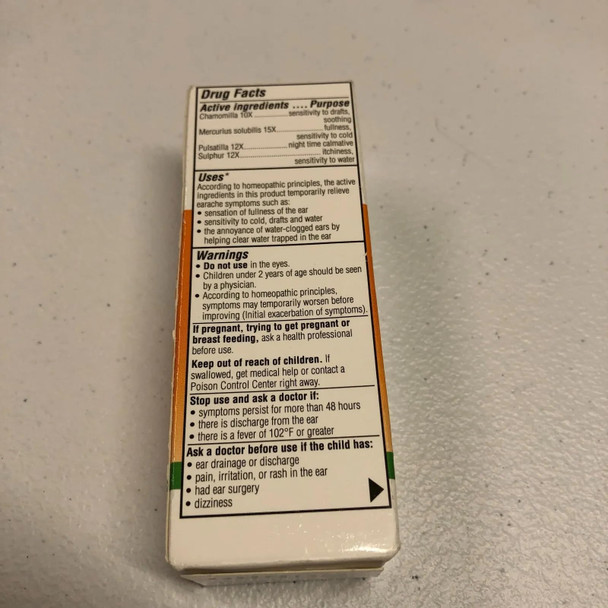 Drug Facts
Active ingredients .... Purpose
Chamomilla 10X ................... sensitivity to drafts,
soothing
Mercurius solubilis 15X ................ fullness,
sensitivity to cold
Pulsatilla 12X ............... night time calmative
Sulphur 12X ........................... itchiness,
sensitivity to water
Uses*
According to homeopathic principles, the active
ingredients in this product temporarily relieve
earache symptoms such as:
• sensation of fullness of the ear
• sensitivity to cold, drafts and water
• the annoyance of water-clogged ears by
helping clear water trapped in the ear
Warnings
• Do not use in the eyes.
• Children under 2 years of age should be seen
by a physician.
• According to homeopathic principles,
symptoms may temporarily worsen before
improving (Initial exacerbation of symptoms).
If pregnant, trying to get pregnant or
breast feeding, ask a health professional
before use.
Keep out of reach of children. If
swallowed, get medical help or contact a
Poison Control Center right away.
Stop use and ask a doctor if:
• symptoms persist for more than 48 hours
• there is discharge from the ear
• there is a fever of 102°F or greater
Ask a doctor before use if the child has:
• ear drainage or discharge
• pain, irritation, or rash in the ear
• had ear surgery
• dizziness